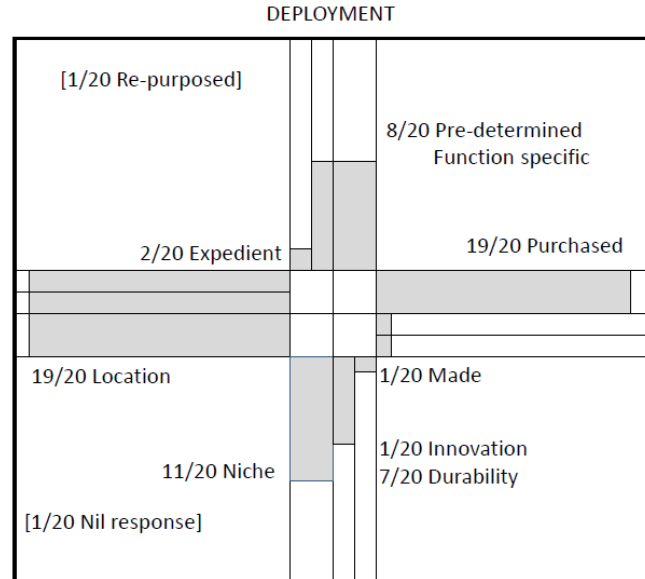 DEPLOYMENT
[1/20 Re-purposed]
8/20 Pre-determined
Function specific
2/20 Expedient
19/20 Purchased
19/20 Location
1/20 Made
1/20 Innovation
11/20 Niche
7/20 Durability
[1/20 Nil response]